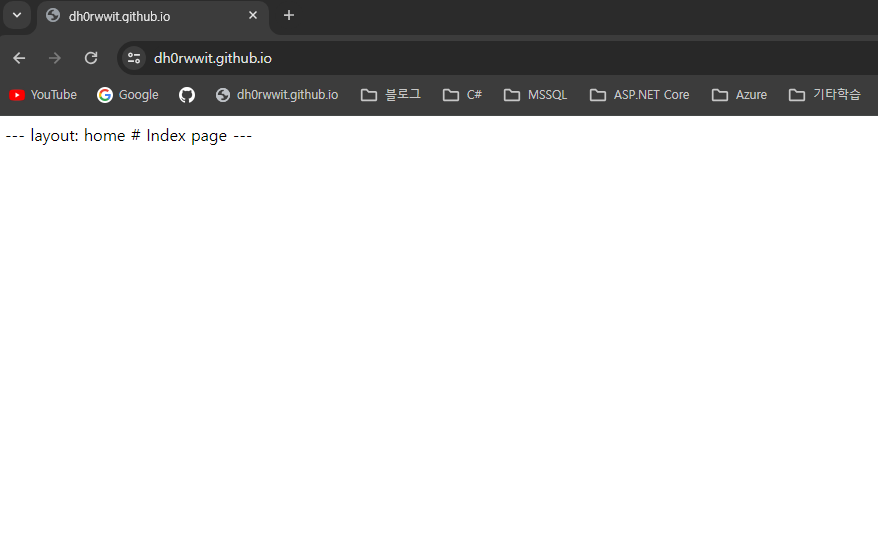 dh0rwwit.github.io
dh0rwwit.github.io
YouTube Google dh0rwwit.github.io 블로그 C# MSSQL ASP.NET Core Azure 기타학습
--- layout: home # Index page ---